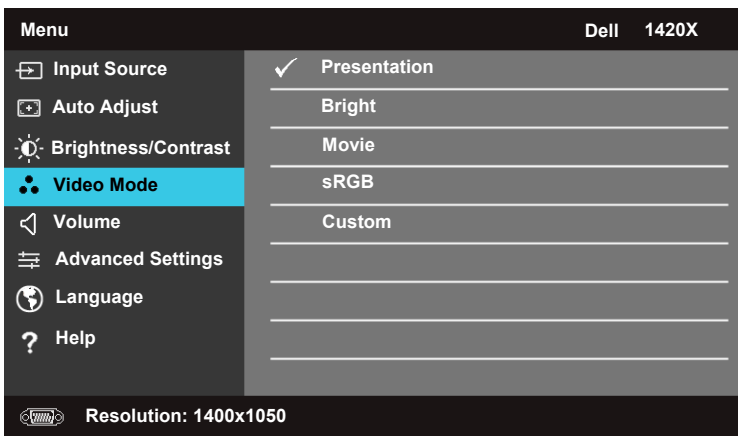 Menu Dell 1420X
Input Source
Auto Adjust
Brightness/Contrast
Video Mode
Volume
Advanced Settings
Language
? Help
Presentation
Bright
Movie
sRGB
Custom
Resolution: 1400x1050